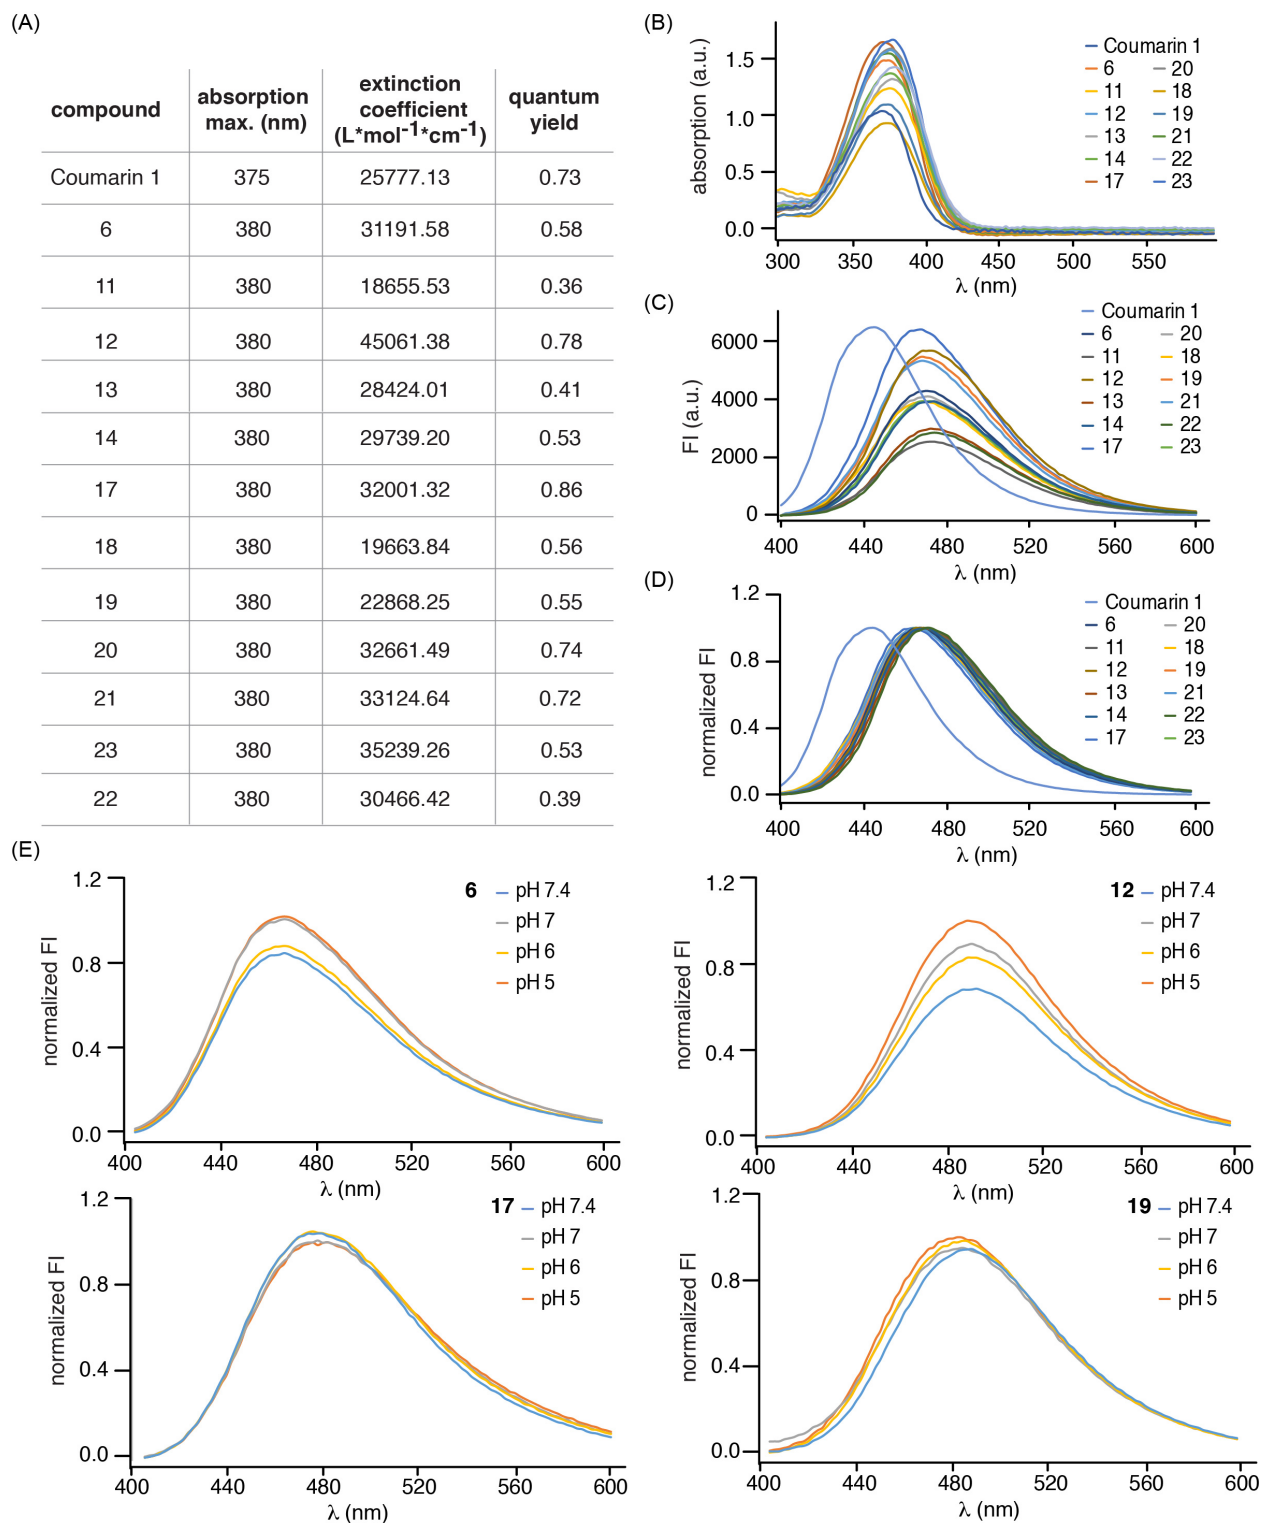 (A)
compound absorption max. (nm) extinction coefficient (L*mol-1*cm-1) quantum yield
Coumarin 1 375 25777.13 0.73
6 380 31191.58 0.58
11 380 18655.53 0.36
12 380 45061.38 0.78
13 380 28424.01 0.41
14 380 29739.20 0.53
17 380 32001.32 0.86
18 380 19663.84 0.56
19 380 22868.25 0.55
20 380 32661.49 0.74
21 380 33124.64 0.72
23 380 35239.26 0.53
22 380 30466.42 0.39
(B)
absorption (a.u.)
1.5
1.0
0.5
0.0
300 350 400 450 500 550
λ (nm)
Coumarin 1
6 20
11 18
12 19
13 21
14 22
17 23
(C)
FI (a.u.)
6000
4000
2000
0
400 440 480 520 560 600
λ (nm)
Coumarin 1
6 20
11 18
12 19
13 21
14 22
17 23
(D)
normalized FI
1.2
0.8
0.4
0.0
400 440 480 520 560 600
λ (nm)
Coumarin 1
6 20
11 18
12 19
13 21
14 22
17 23
(E)
normalized FI
1.2
0.8
0.4
0.0
400 440 480 520 560 600
λ (nm)
6 pH 7.4
pH 7
pH 6
pH 5
normalized FI
1.2
0.8
0.4
0.0
400 440 480 520 560 600
λ (nm)
12 pH 7.4
pH 7
pH 6
pH 5
normalized FI
1.2
0.8
0.4
0.0
400 440 480 520 560 600
λ (nm)
17 pH 7.4
pH 7
pH 6
pH 5
normalized FI
1.2
0.8
0.4
0.0
400 440 480 520 560 600
λ (nm)
19 pH 7.4
pH 7
pH 6
pH 5